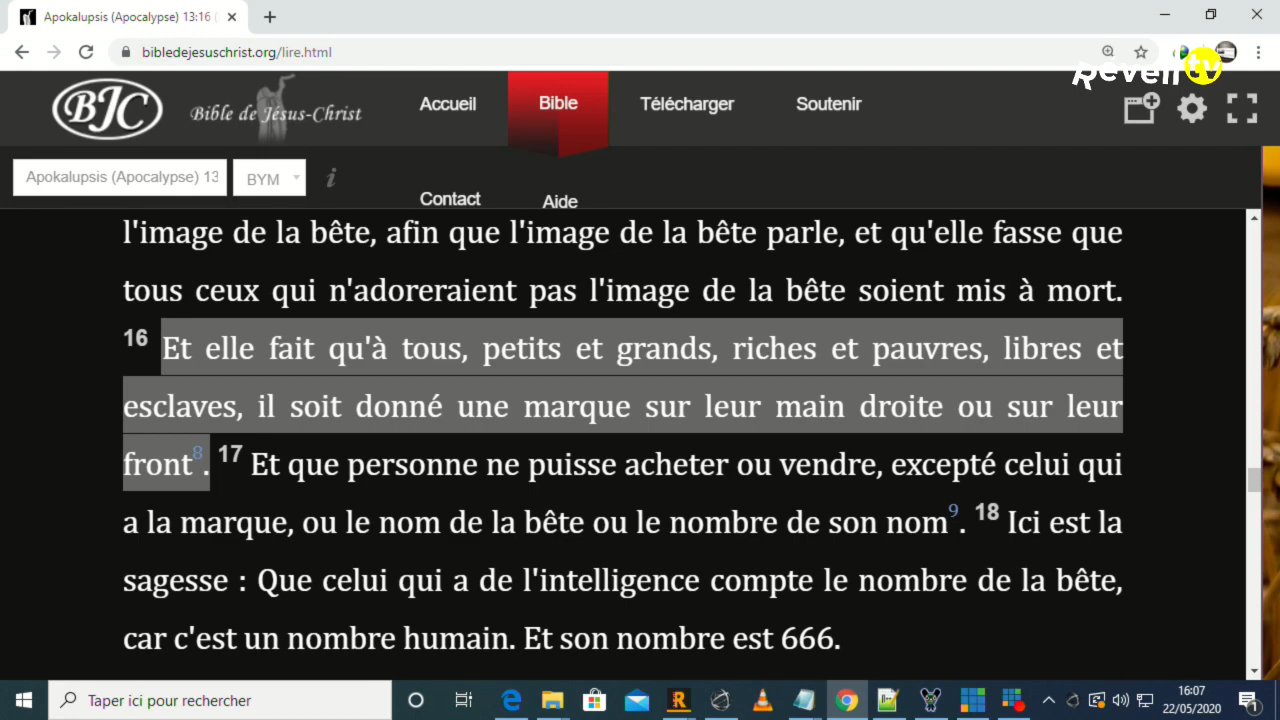 Apokalupsis (Apocalypse) 13:16
bibledejesuschrist.org/lire.html
Réveil tv
BJC
Bible de Jésus-Christ
Accueil
Bible
Télécharger
Soutenir
Apokalupsis (Apocalypse) 13
BYM
i
Contact
Aide
l'image de la bête, afin que l'image de la bête parle, et qu'elle fasse que
tous ceux qui n'adoreraient pas l'image de la bête soient mis à mort.
16 Et elle fait qu'à tous, petits et grands, riches et pauvres, libres et
esclaves, il soit donné une marque sur leur main droite ou sur leur
front8. 17 Et que personne ne puisse acheter ou vendre, excepté celui qui
a la marque, ou le nom de la bête ou le nombre de son nom9. 18 Ici est la
sagesse : Que celui qui a de l'intelligence compte le nombre de la bête,
car c'est un nombre humain. Et son nombre est 666.
Taper ici pour rechercher
16:07
22/05/2020
1